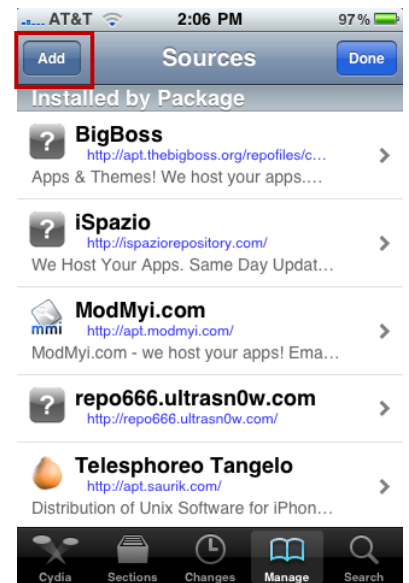 AT&T 2:06 PM 97%
Add Sources Done
Installed by Package
? BigBoss
http://apt.thebigboss.org/repofiles/c...
Apps & Themes! We host your apps....
? iSpazio
http://ispaziorepository.com/
We Host Your Apps. Same Day Updat...
mmi ModMyi.com
http://apt.modmyi.com/
ModMyi.com - we host your apps! Ema...
? repo666.ultrasn0w.com
http://repo666.ultrasn0w.com/
Telesphoreo Tangelo
http://apt.saurik.com/
Distribution of Unix Software for iPhon...
Cydia Sections Changes Manage Search